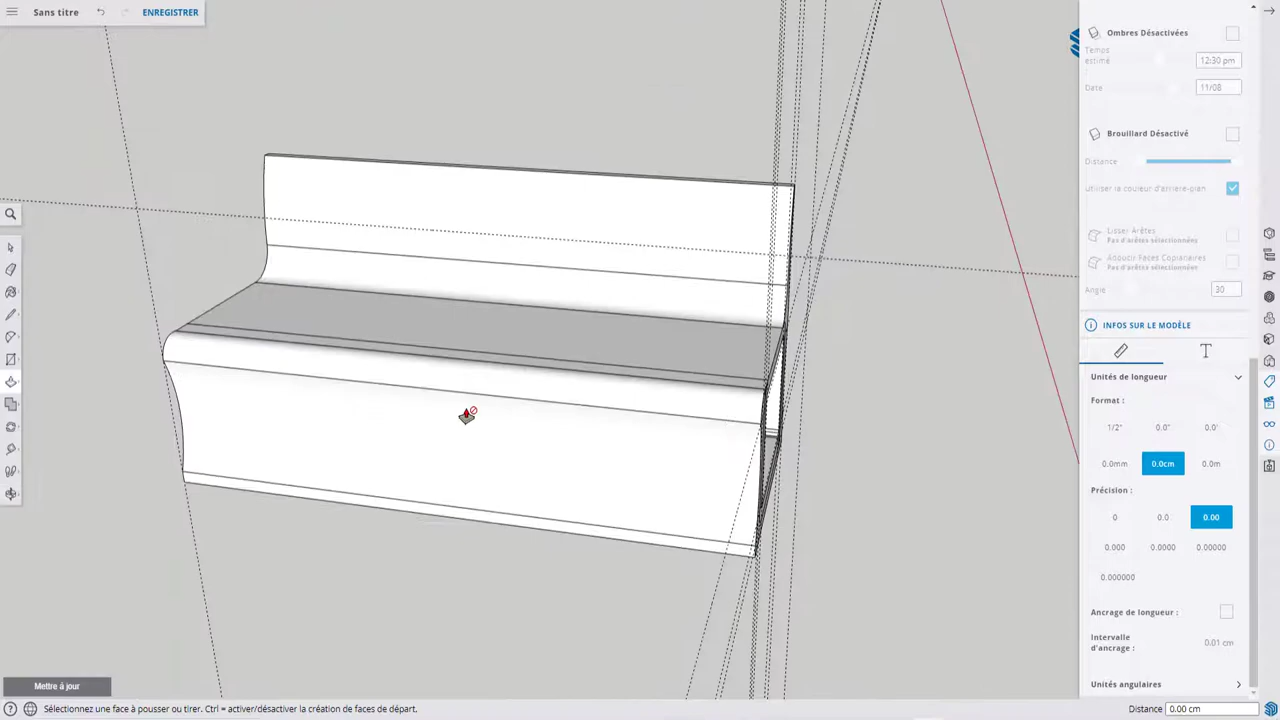 Sans titre
ENREGISTRER
Ombres Désactivées
Temps estimé
12:30 pm
Date
11/08
Brouillard Désactivé
Distance
utiliser la couleur d'arrière-plan
Lisser Arêtes
Pas d'arêtes sélectionnées
Adoucir Faces Coplanaires
Pas d'arêtes sélectionnées
Angle
30
INFOS SUR LE MODÈLE
Unités de longueur
Format :
1/2" 0.0" 0.0'
0.0mm 0.0cm 0.0m
Précision :
0 0.0 0.00
0.000 0.0000 0.00000
0.000000
Ancrage de longueur :
Intervalle d'ancrage :
0.01 cm
Unités angulaires
Mettre à jour
Sélectionnez une face à pousser ou tirer. Ctrl = activer/désactiver la création de faces de départ.
Distance 0.00 cm